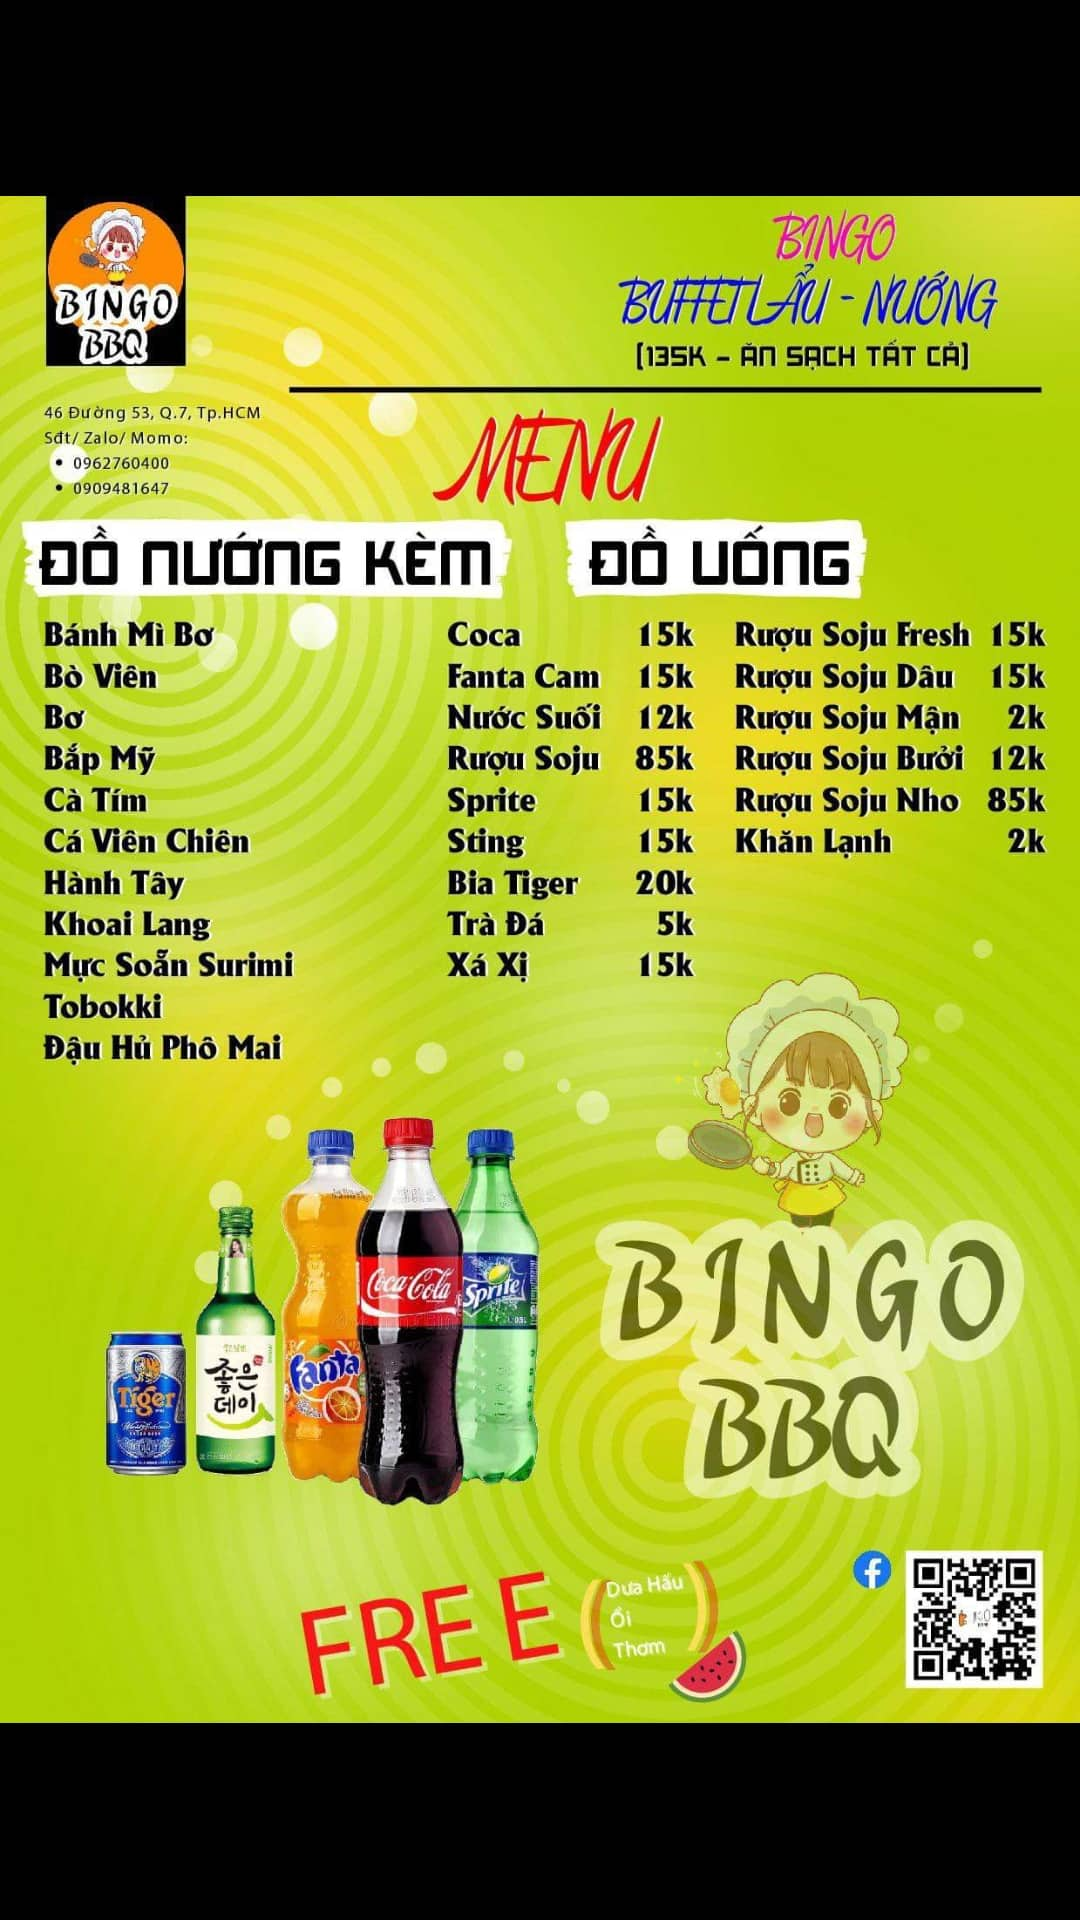 BINGO
BBQ
BINGO
BUFFET LẨU - NƯỚNG
(135K - ĂN SẠCH TẤT CẢ)
46 Đường 53, Q.7, Tp.HCM
Sđt/ Zalo/ Momo:
• 0962760400
• 0909481647
MENU
ĐỒ NƯỚNG KÈM
Bánh Mì Bơ
Bò Viên
Bơ
Bắp Mỹ
Cà Tím
Cá Viên Chiên
Hành Tây
Khoai Lang
Mực Soẵn Surimi
Tobokki
Đậu Hủ Phô Mai
ĐỒ UỐNG
Coca 15k
Fanta Cam 15k
Nước Suối 12k
Rượu Soju 85k
Sprite 15k
Sting 15k
Bia Tiger 20k
Trà Đá 5k
Xá Xị 15k
Rượu Soju Fresh 15k
Rượu Soju Dâu 15k
Rượu Soju Mận 2k
Rượu Soju Bưởi 12k
Rượu Soju Nho 85k
Khăn Lạnh 2k
Tiger
좋은
데이
Fanta
Coca-Cola
Sprite
BINGO
BBQ
FREE
Dưa Hấu
Ổi
Thơm